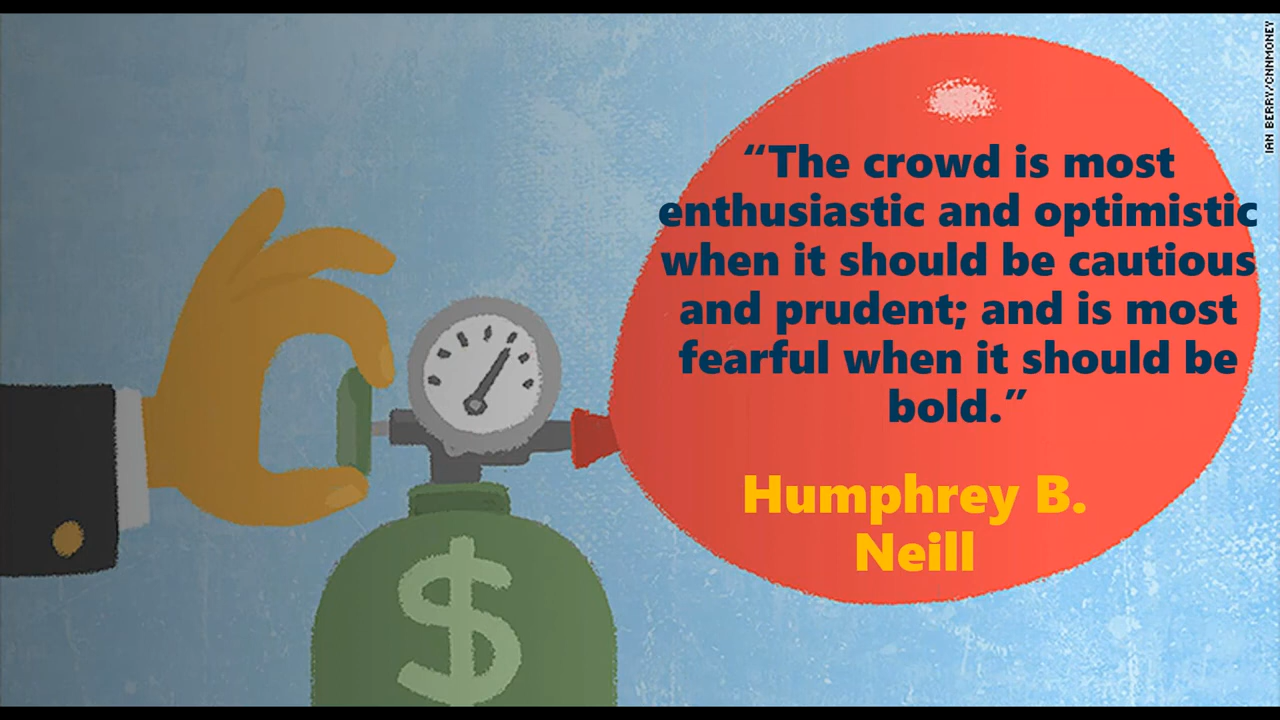 IAN BERRY/CNNMONEY
“The crowd is most
enthusiastic and optimistic
when it should be cautious
and prudent; and is most
fearful when it should be
bold.”
Humphrey B.
Neill
$